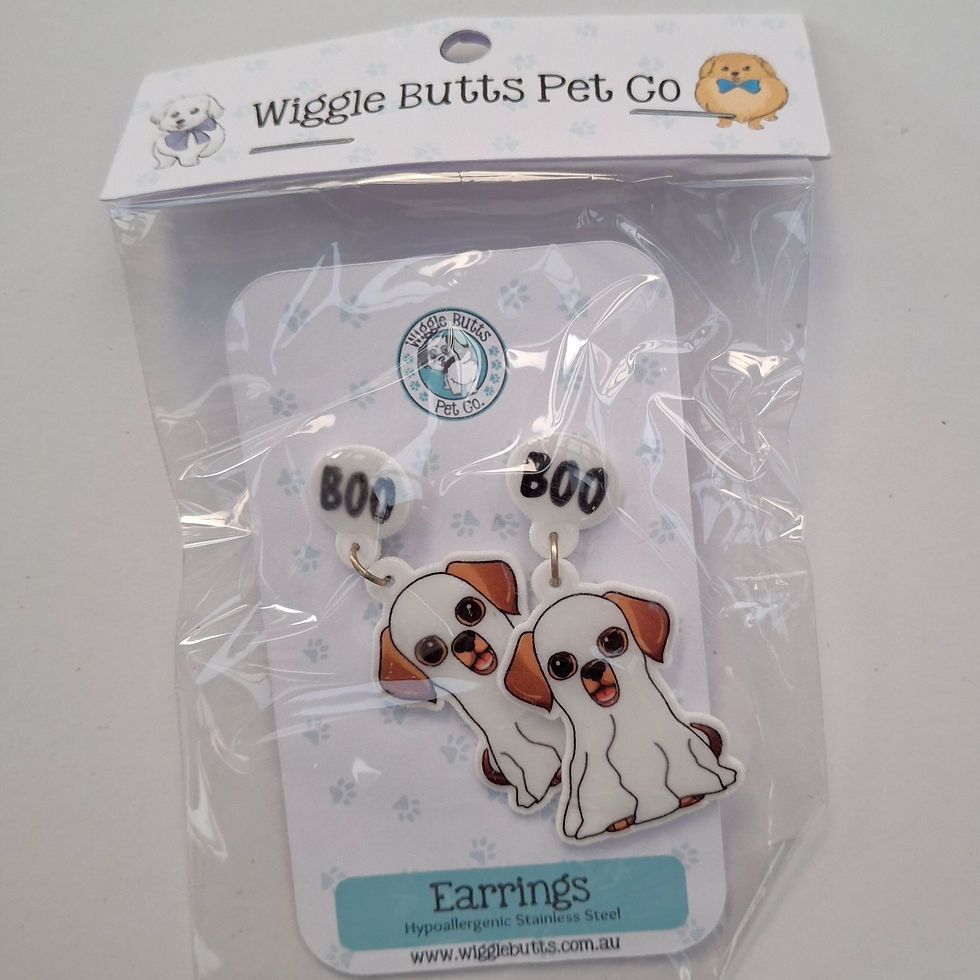 Wiggle Butts Pet Co
Wiggle Butts
Pet Co.
BOO
BOO
Earrings
Hypoallergenic Stainless Steel
www.wigglebutts.com.au